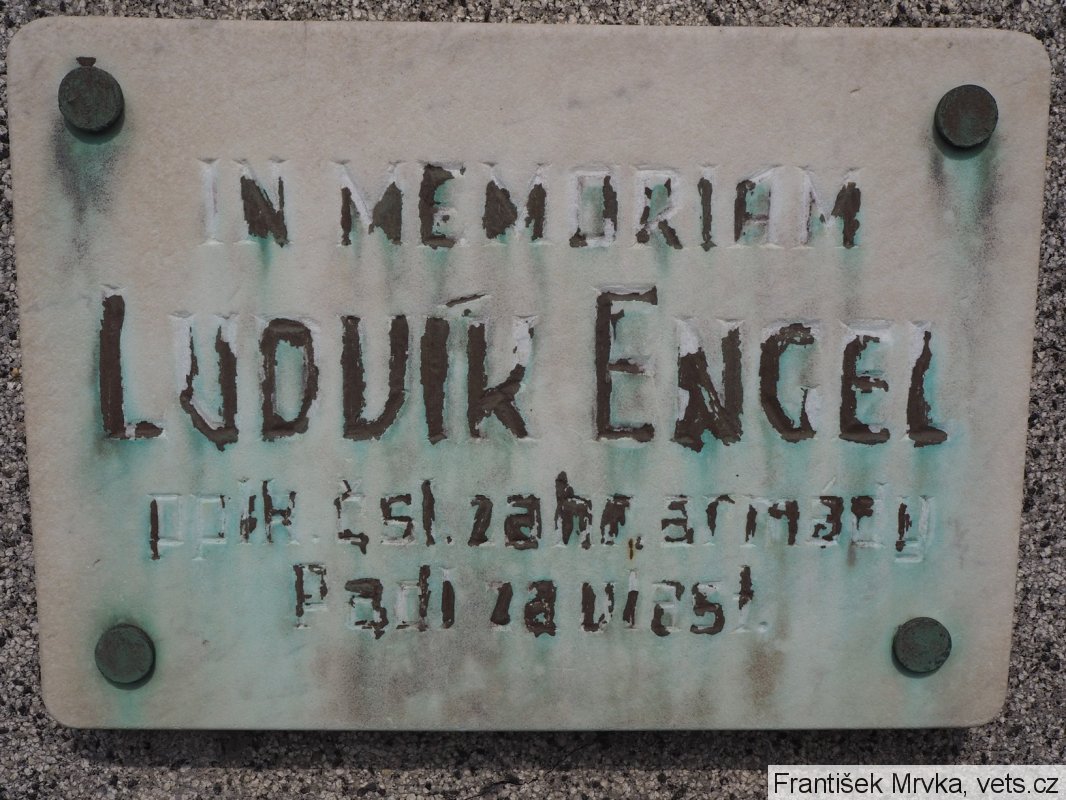 IN MEMORIAM
LUDVÍK ENGEL
pplk. čsl. zahr. armády
Padl za vlast.
František Mrvka, vets.cz